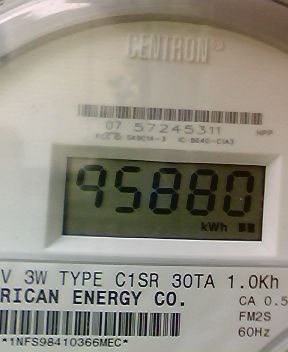 CENTRON®
07 57245311 HPP
95880
kWh
V 3W TYPE C1SR 30TA 1.0Kh
RICAN ENERGY CO. CA 0.5
FM2S
*1NFS98410366MEC* 60Hz